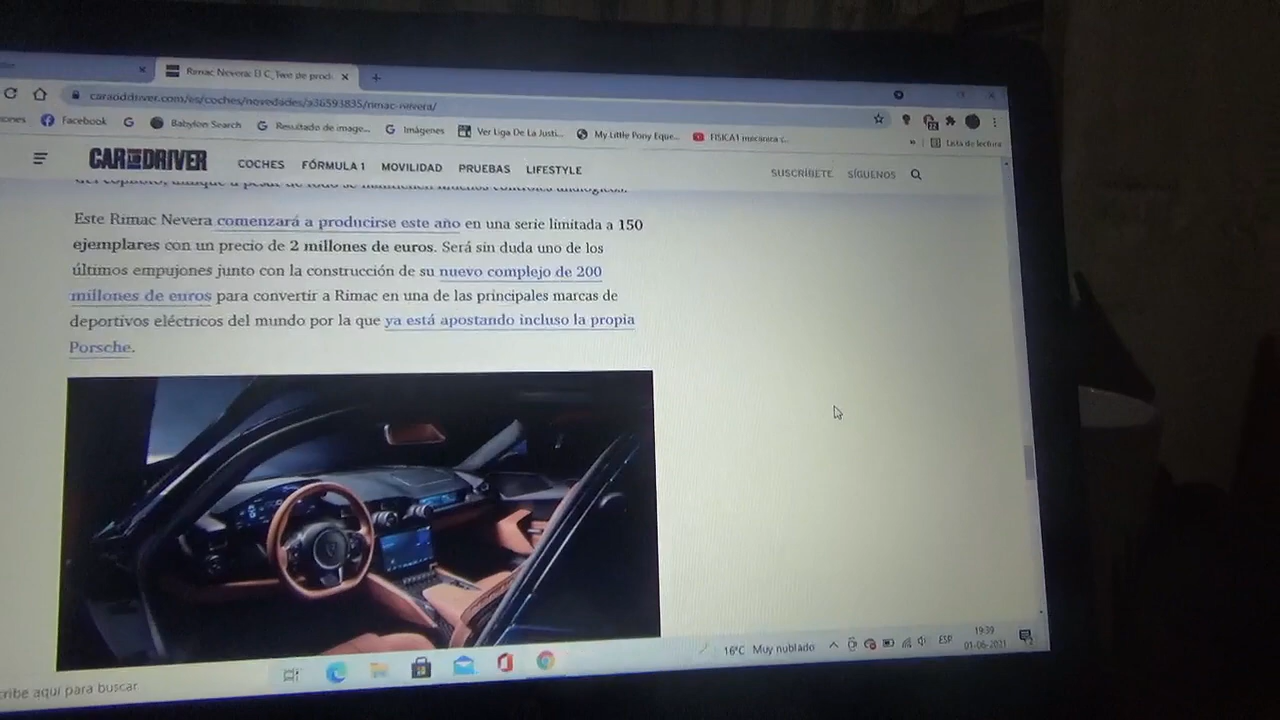 Rimac Nevera: El C_Two de prod
caranddriver.com/es/coches/novedades/a36593835/rimac-nevera/
Facebook
Babylon Search
Resultado de image...
Imágenes
Ver Liga De La Justi...
My Little Pony Eque...
Lista de lectura
CAR AND DRIVER
COCHES
FÓRMULA 1
MOVILIDAD
PRUEBAS
LIFESTYLE
SUSCRÍBETE
SÍGUENOS
Este Rimac Nevera comenzará a producirse este año en una serie limitada a 150
ejemplares con un precio de 2 millones de euros. Será sin duda uno de los
últimos empujones junto con la construcción de su nuevo complejo de 200
millones de euros para convertir a Rimac en una de las principales marcas de
deportivos eléctricos del mundo por la que ya está apostando incluso la propia
Porsche.
16°C Muy nublado
ESP
19:39
01-06-2021
cribe aquí para buscar